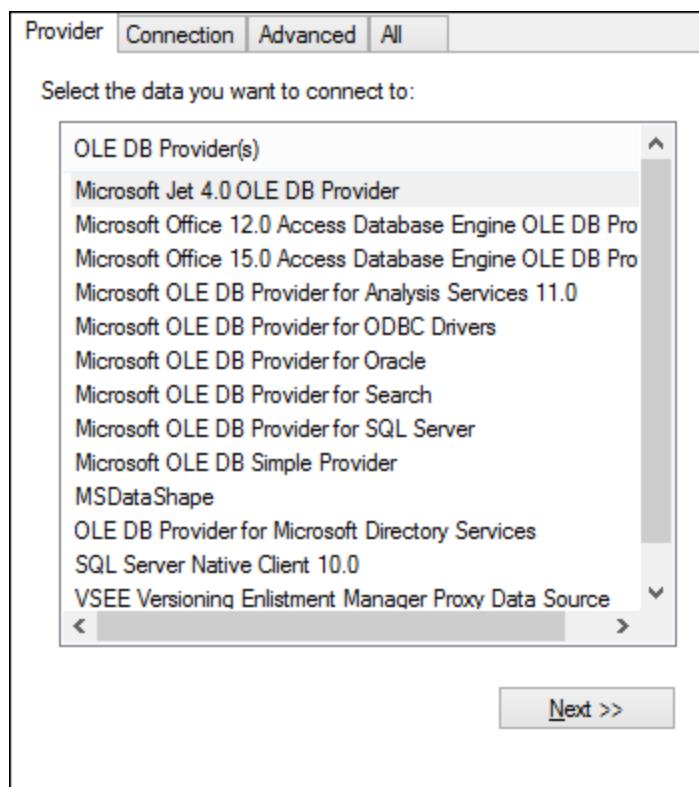 Provider Connection Advanced All
Select the data you want to connect to:
OLE DB Provider(s)
Microsoft Jet 4.0 OLE DB Provider
Microsoft Office 12.0 Access Database Engine OLE DB Pro
Microsoft Office 15.0 Access Database Engine OLE DB Pro
Microsoft OLE DB Provider for Analysis Services 11.0
Microsoft OLE DB Provider for ODBC Drivers
Microsoft OLE DB Provider for Oracle
Microsoft OLE DB Provider for Search
Microsoft OLE DB Provider for SQL Server
Microsoft OLE DB Simple Provider
MSDataShape
OLE DB Provider for Microsoft Directory Services
SQL Server Native Client 10.0
VSEE Versioning Enlistment Manager Proxy Data Source
Next >>